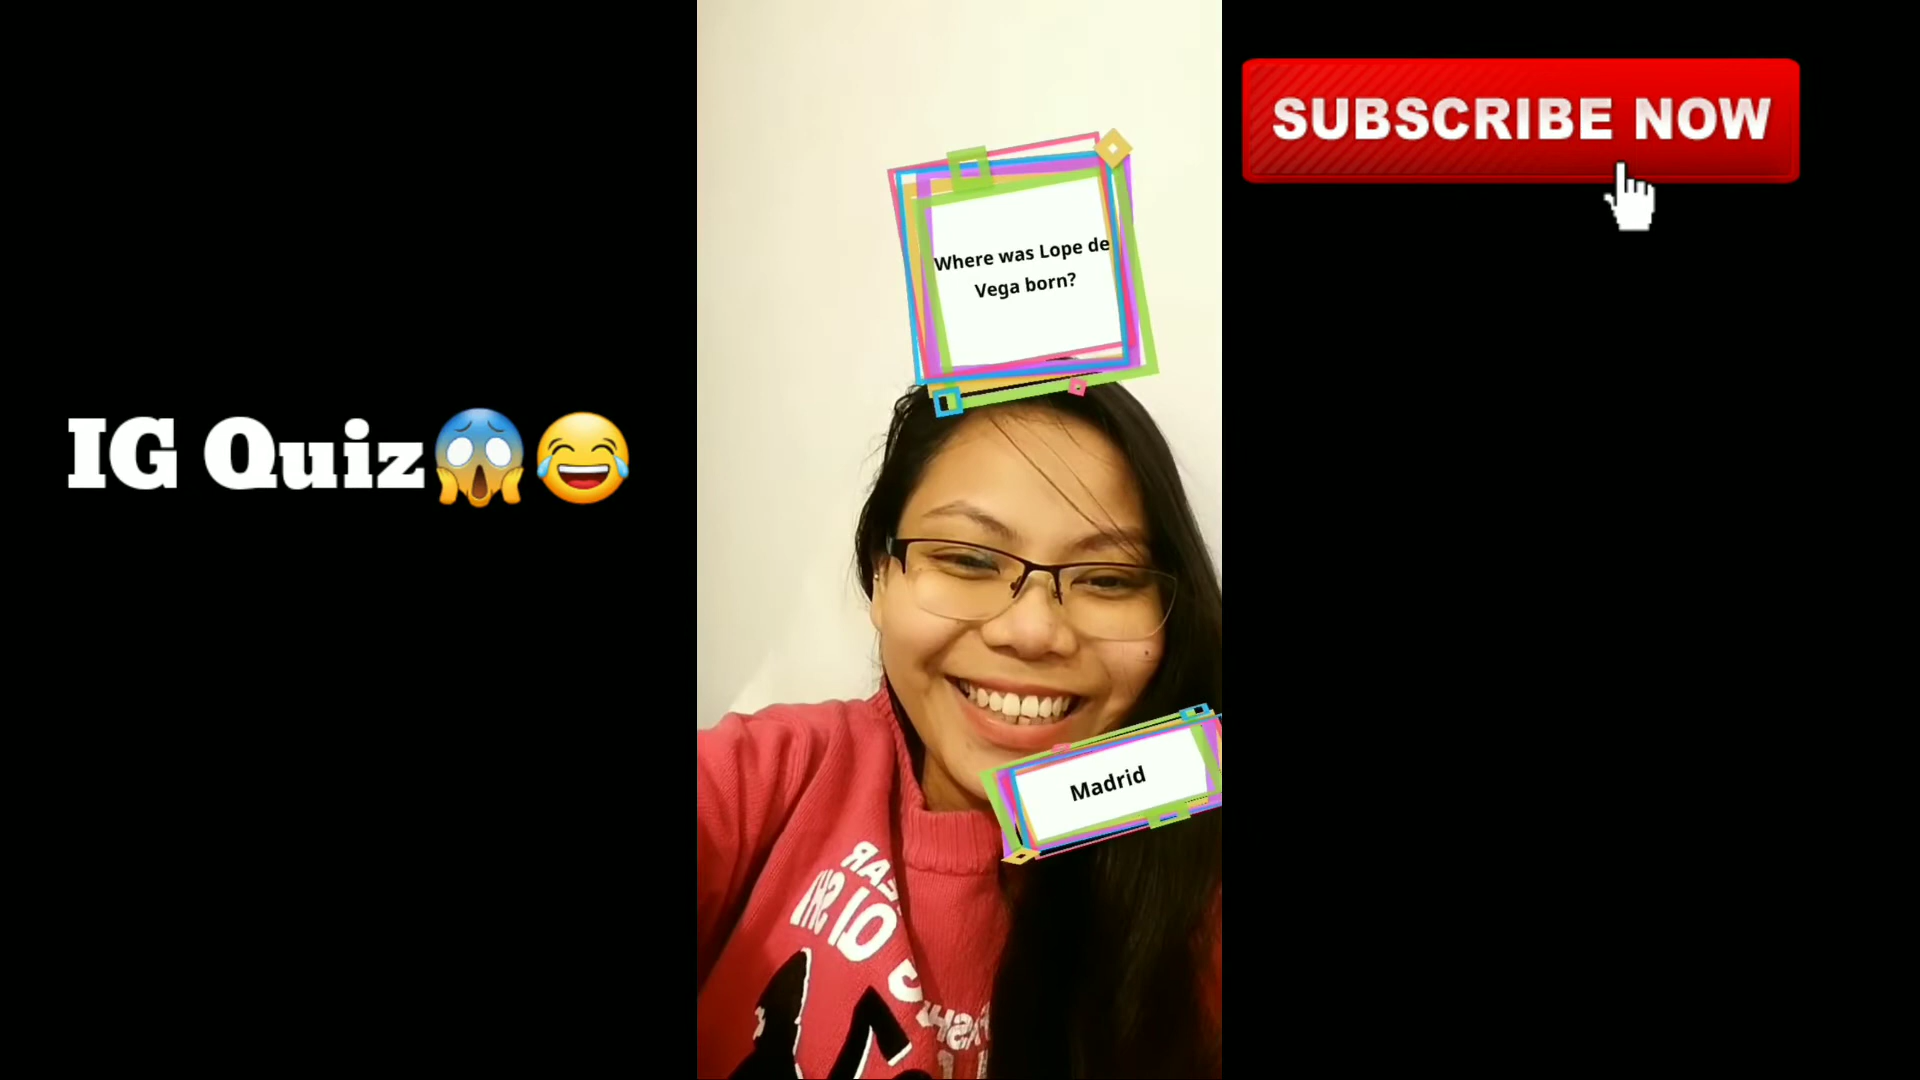 SUBSCRIBE NOW
Where was Lope de
Vega born?
IG Quiz😱😂
Madrid